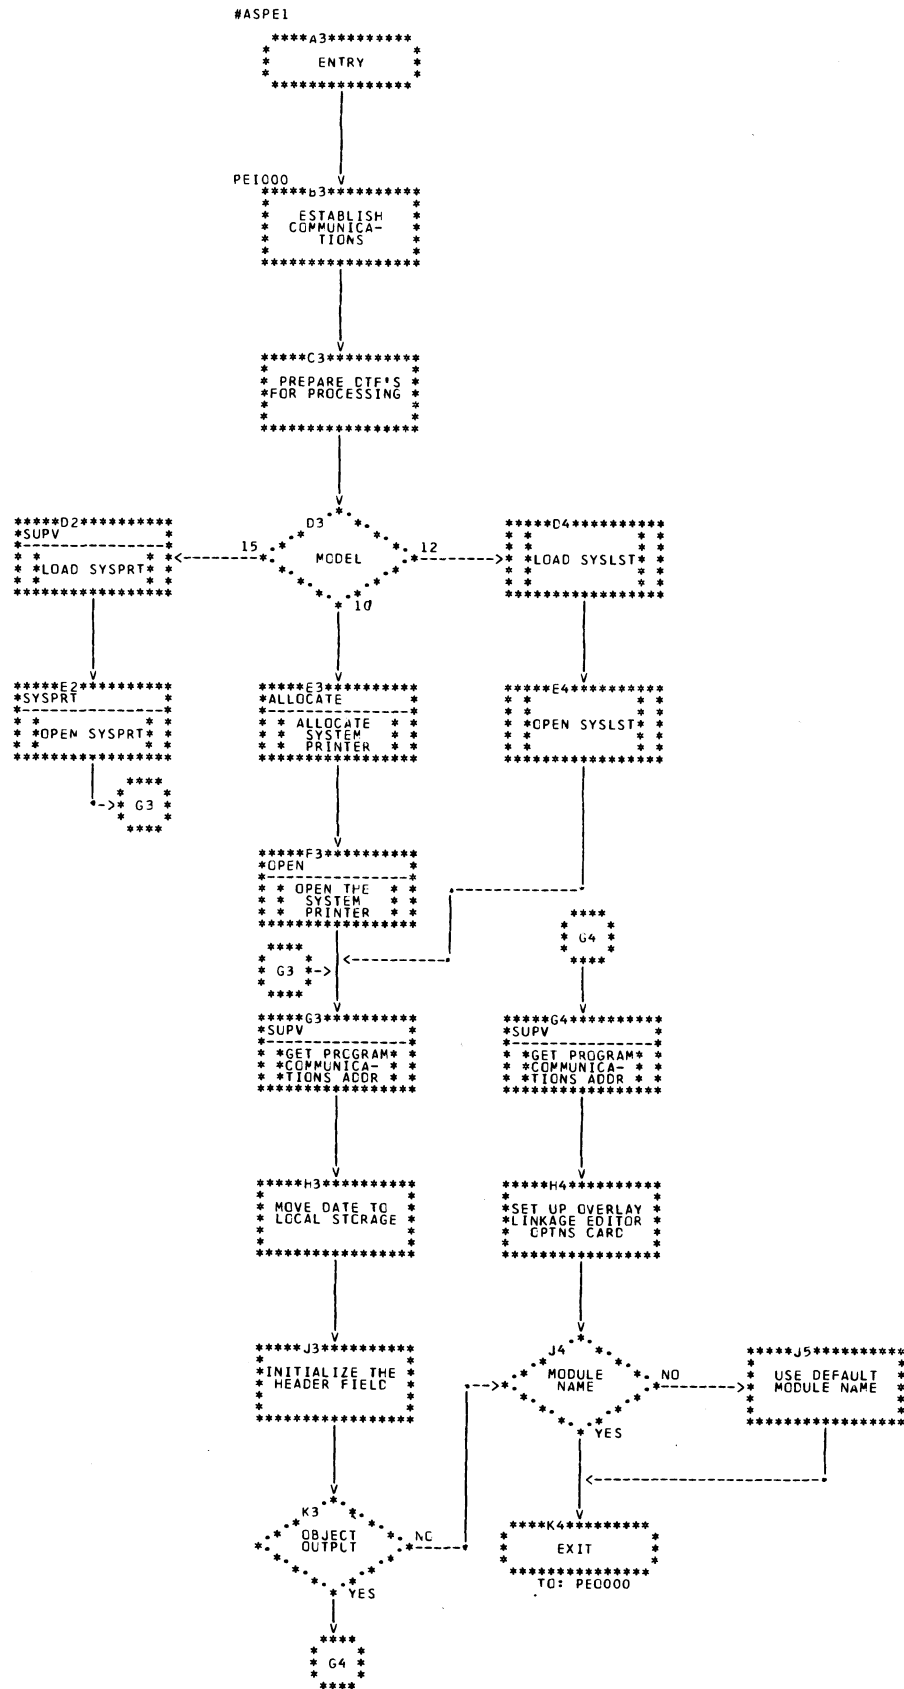 #ASPE1
A3
ENTRY
PEI000
B3
ESTABLISH
COMMUNICA-
TIONS
C3
PREPARE DTF'S
FOR PROCESSING
D2
SUPV
LOAD SYSPRT
15
D3
MODEL
12
10
D4
LOAD SYSLST
E2
SYSPRT
OPEN SYSPRT
G3
E3
ALLOCATE
ALLOCATE
SYSTEM
PRINTER
E4
OPEN SYSLST
F3
OPEN
OPEN THE
SYSTEM
PRINTER
G3
G4
G3
SUPV
GET PROGRAM
COMMUNICA-
TIONS ADDR
G4
SUPV
GET PROGRAM
COMMUNICA-
TIONS ADDR
H3
MOVE DATE TO
LOCAL STORAGE
H4
SET UP OVERLAY
LINKAGE EDITOR
OPTNS CARD
J3
INITIALIZE THE
HEADER FIELD
J4
MODULE
NAME
NO
YES
J5
USE DEFAULT
MODULE NAME
K3
OBJECT
OUTPUT
NO
YES
K4
EXIT
TO: PE0000
G4